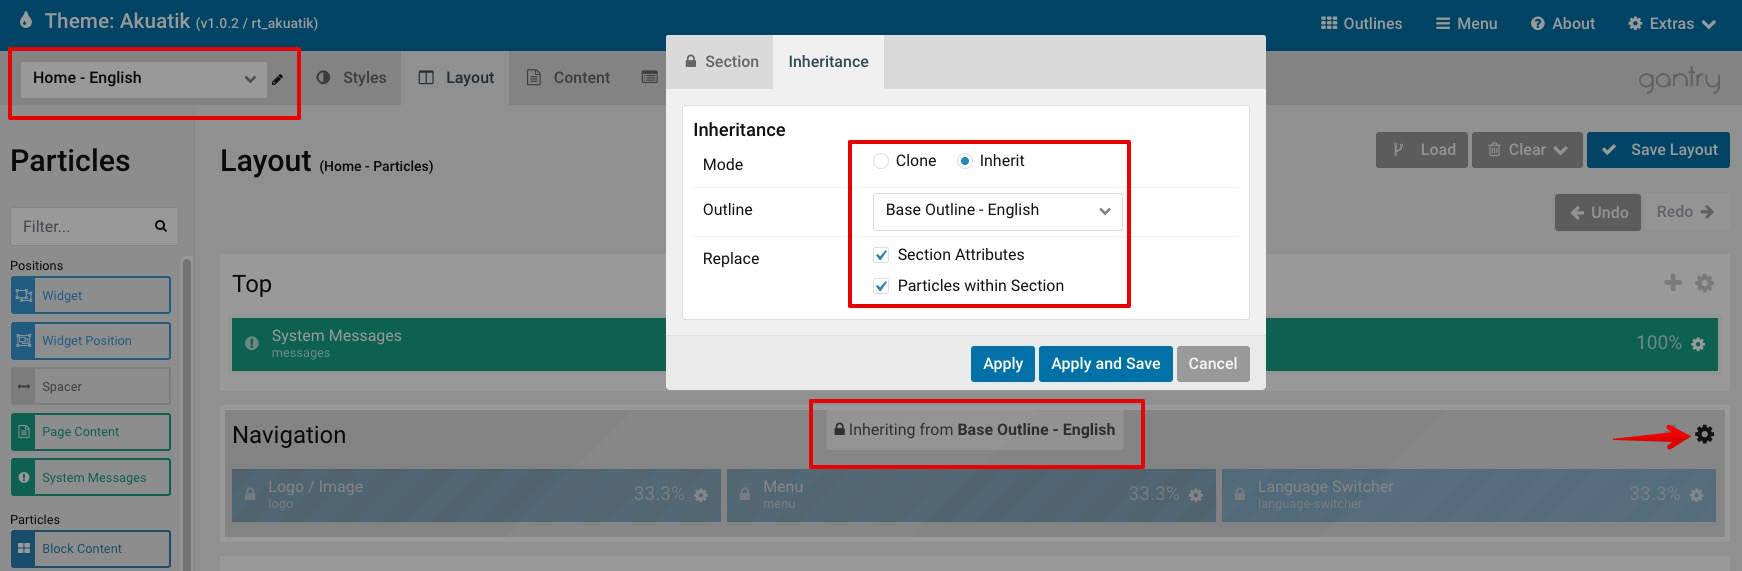 Theme: Akuatik (v1.0.2 / rt_akuatik)
Outlines
Menu
About
Extras
Home - English
Styles
Layout
Content
gantry
Section
Inheritance
Inheritance
Mode
Clone
Inherit
Outline
Base Outline - English
Replace
Section Attributes
Particles within Section
Apply
Apply and Save
Cancel
Particles
Filter...
Positions
Widget
Widget Position
Spacer
Page Content
System Messages
Particles
Block Content
Layout (Home - Particles)
Load
Clear
Save Layout
Undo
Redo
Top
System Messages
messages
100%
Navigation
Inheriting from Base Outline - English
Logo / Image
logo
33.3%
Menu
menu
33.3%
Language Switcher
language-switcher
33.3%